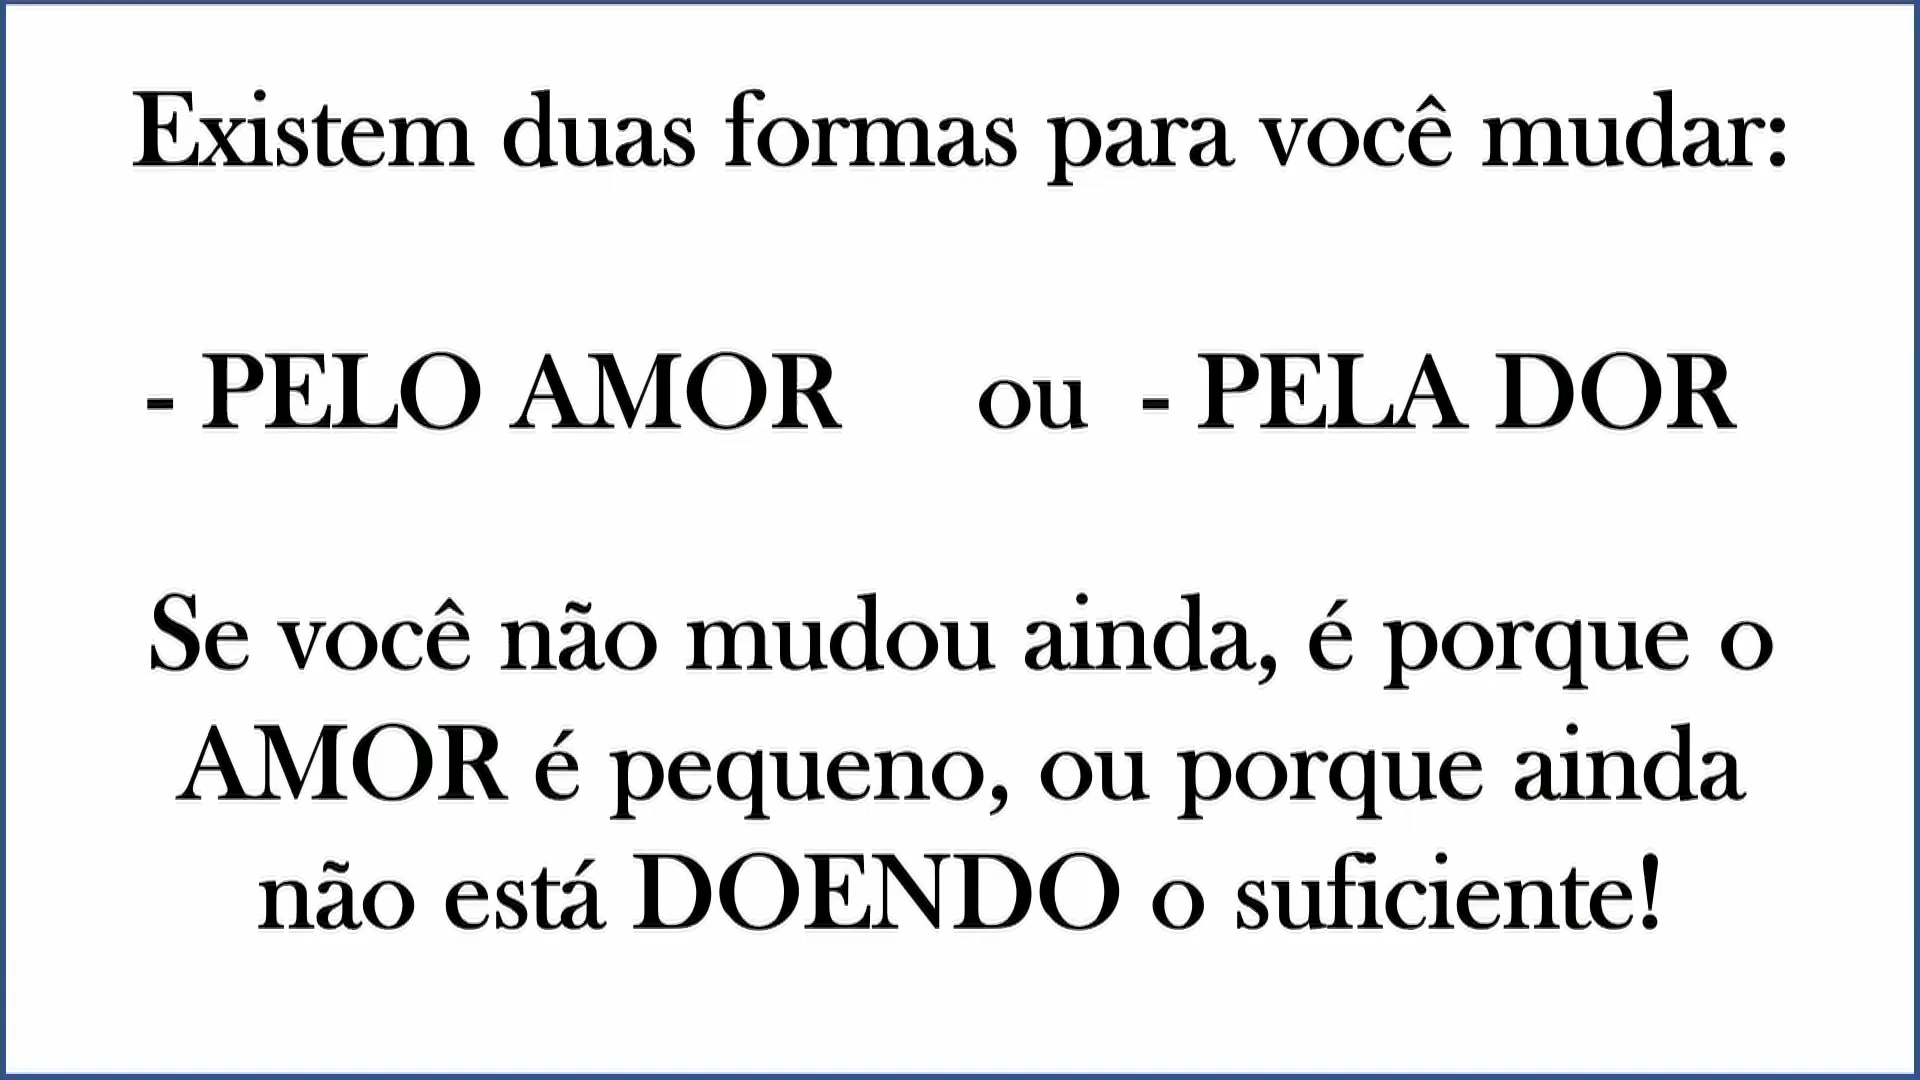 Existem duas formas para você mudar:
- PELO AMOR ou - PELA DOR
Se você não mudou ainda, é porque o
AMOR é pequeno, ou porque ainda
não está DOENDO o suficiente!